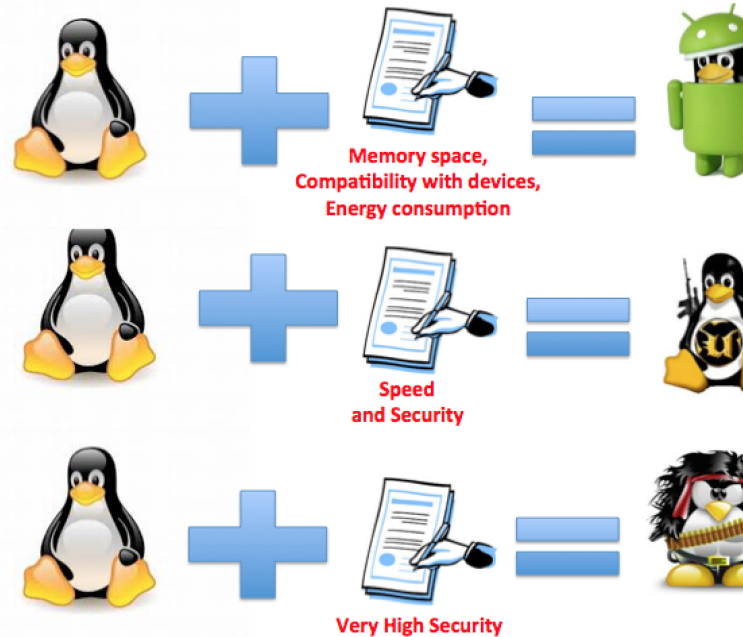 Memory space,
Compatibility with devices,
Energy consumption
Speed
and Security
Very High Security